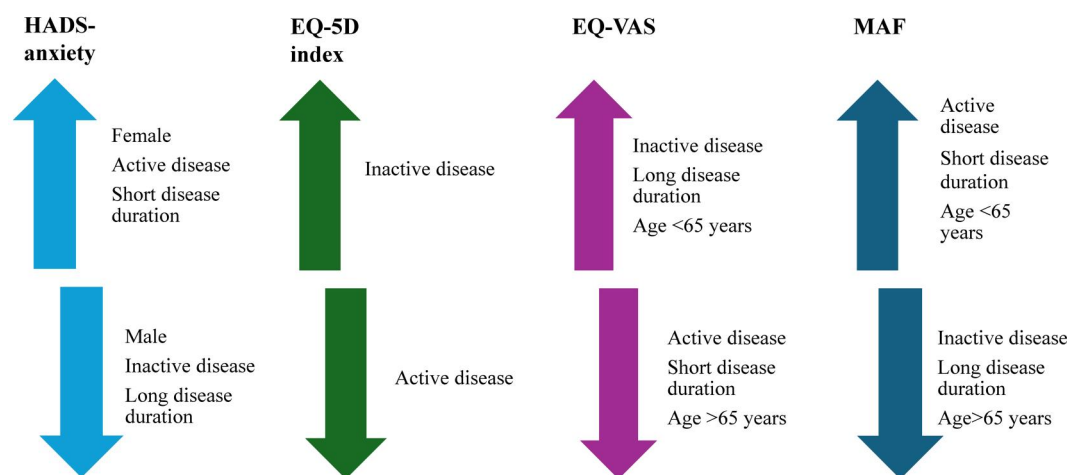 HADS-
anxiety
Female
Active disease
Short disease
duration
Male
Inactive disease
Long disease
duration
EQ-5D
index
Inactive disease
Active disease
EQ-VAS
Inactive disease
Long disease
duration
Age <65 years
Active disease
Short disease
duration
Age >65 years
MAF
Active
disease
Short disease
duration
Age <65
years
Inactive disease
Long disease
duration
Age>65 years